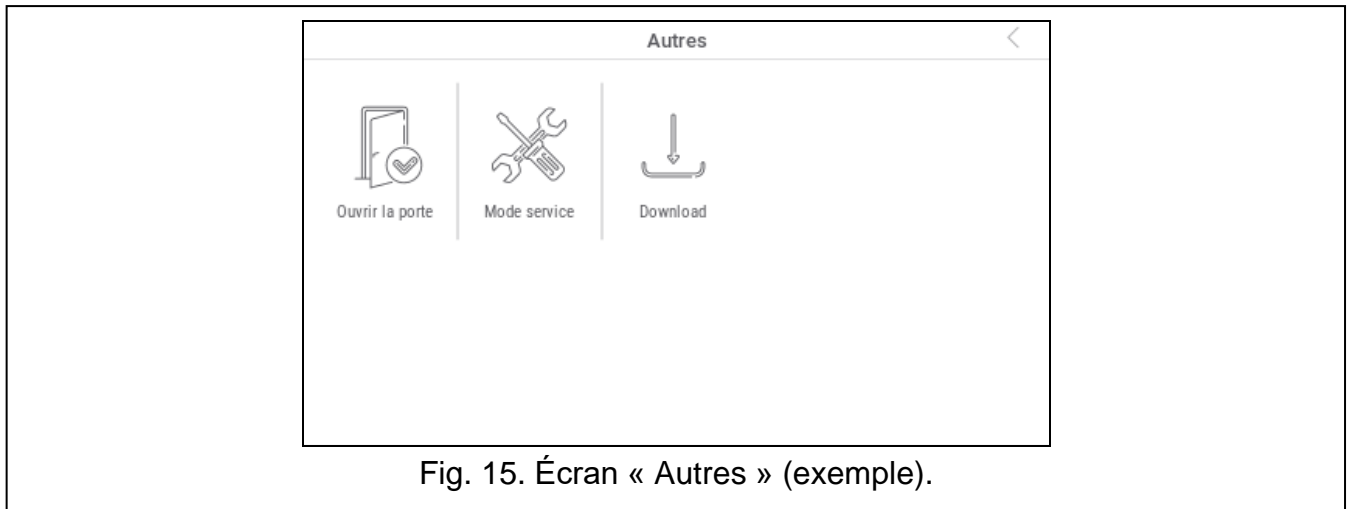 Autres
Ouvrir la porte
Mode service
Download
Fig. 15. Écran « Autres » (exemple).